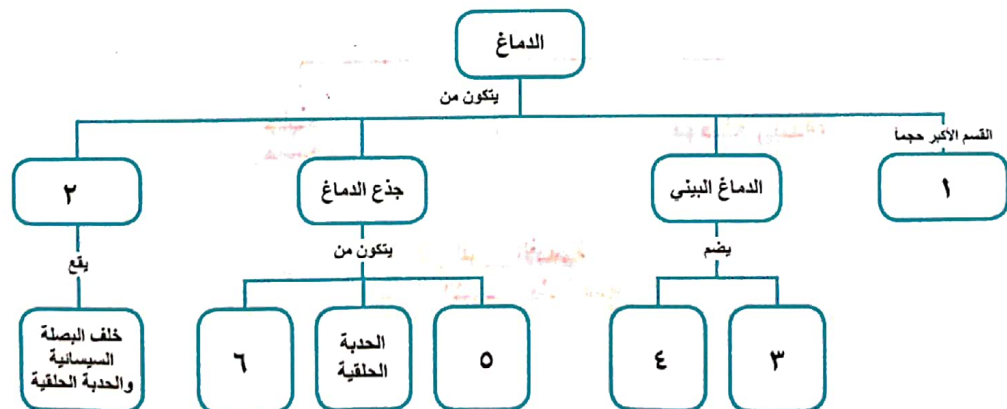 الدماغ
يتكون من
القسم الأكبر حجماً
١
الدماغ البيني
جذع الدماغ
٢
يضم
يتكون من
يقع
٣
٤
٥
الحدبة
الحلقية
٦
خلف البصلة
السيسائية
والحدبة الحلقية